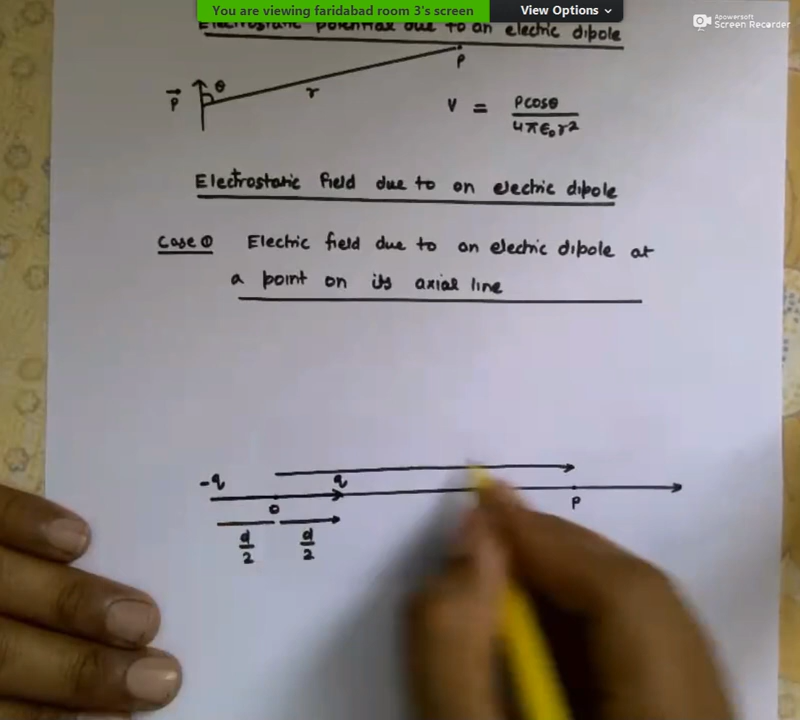 You are viewing faridabad room 3's screen
View Options
Apowersoft
Screen Recorder
Electrostatic potential due to an electric dipole
P
θ
r
V = pcosθ / 4πϵ₀r²
Electrostatic Field due to an electric dipole
Case ① Electric field due to an electric dipole at
a point on its axial line
-q q
O P
d/2 d/2